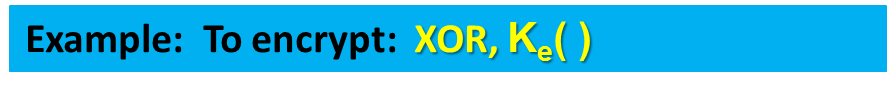 Example: To encrypt: XOR, Ke( )